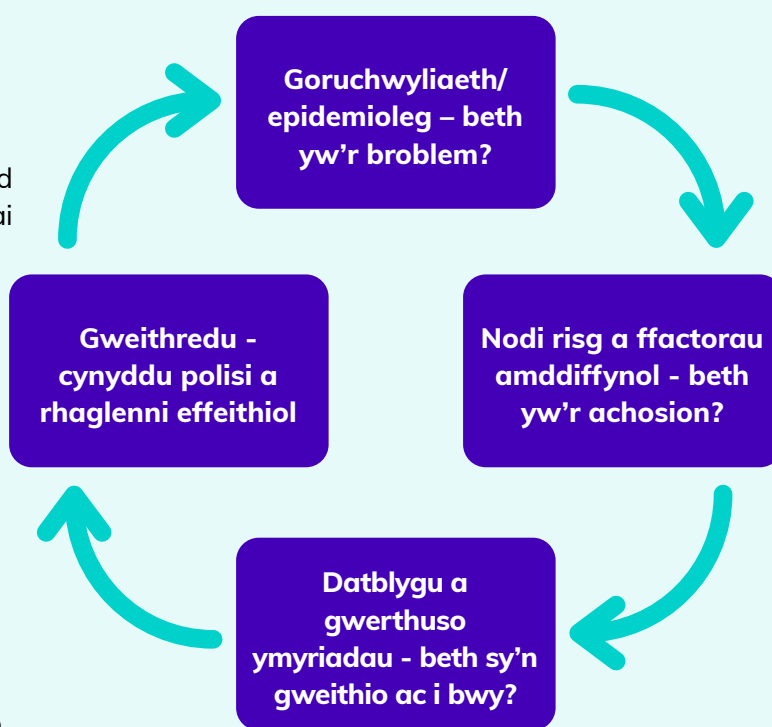 Goruchwyliaeth/
epidemioleg – beth
yw'r broblem?
d
ai
Gweithredu -
cynyddu polisi a
rhaglenni effeithiol
Nodi risg a ffactorau
amddiffynol - beth
yw'r achosion?
Datblygu a
gwerthuso
ymyriadau - beth sy'n
gweithio ac i bwy?